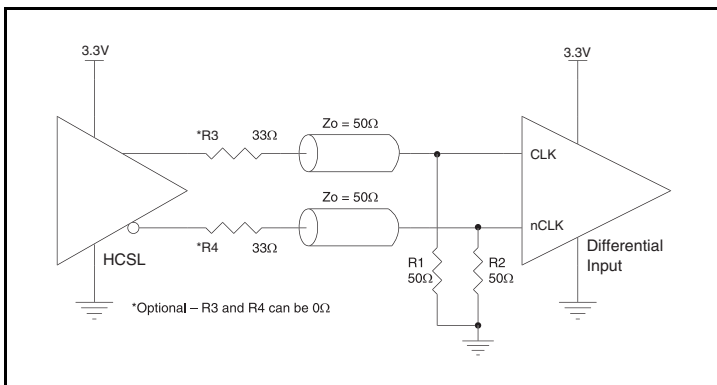 3.3V
3.3V
*R3 33Ω
Zo = 50Ω
CLK
Zo = 50Ω
nCLK
HCSL
*R4 33Ω
R1
50Ω
R2
50Ω
Differential
Input
*Optional – R3 and R4 can be 0Ω